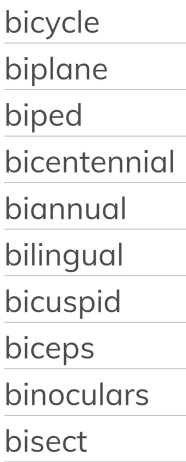 bicycle
biplane
biped
bicentennial
biannual
bilingual
bicuspid
biceps
binoculars
bisect